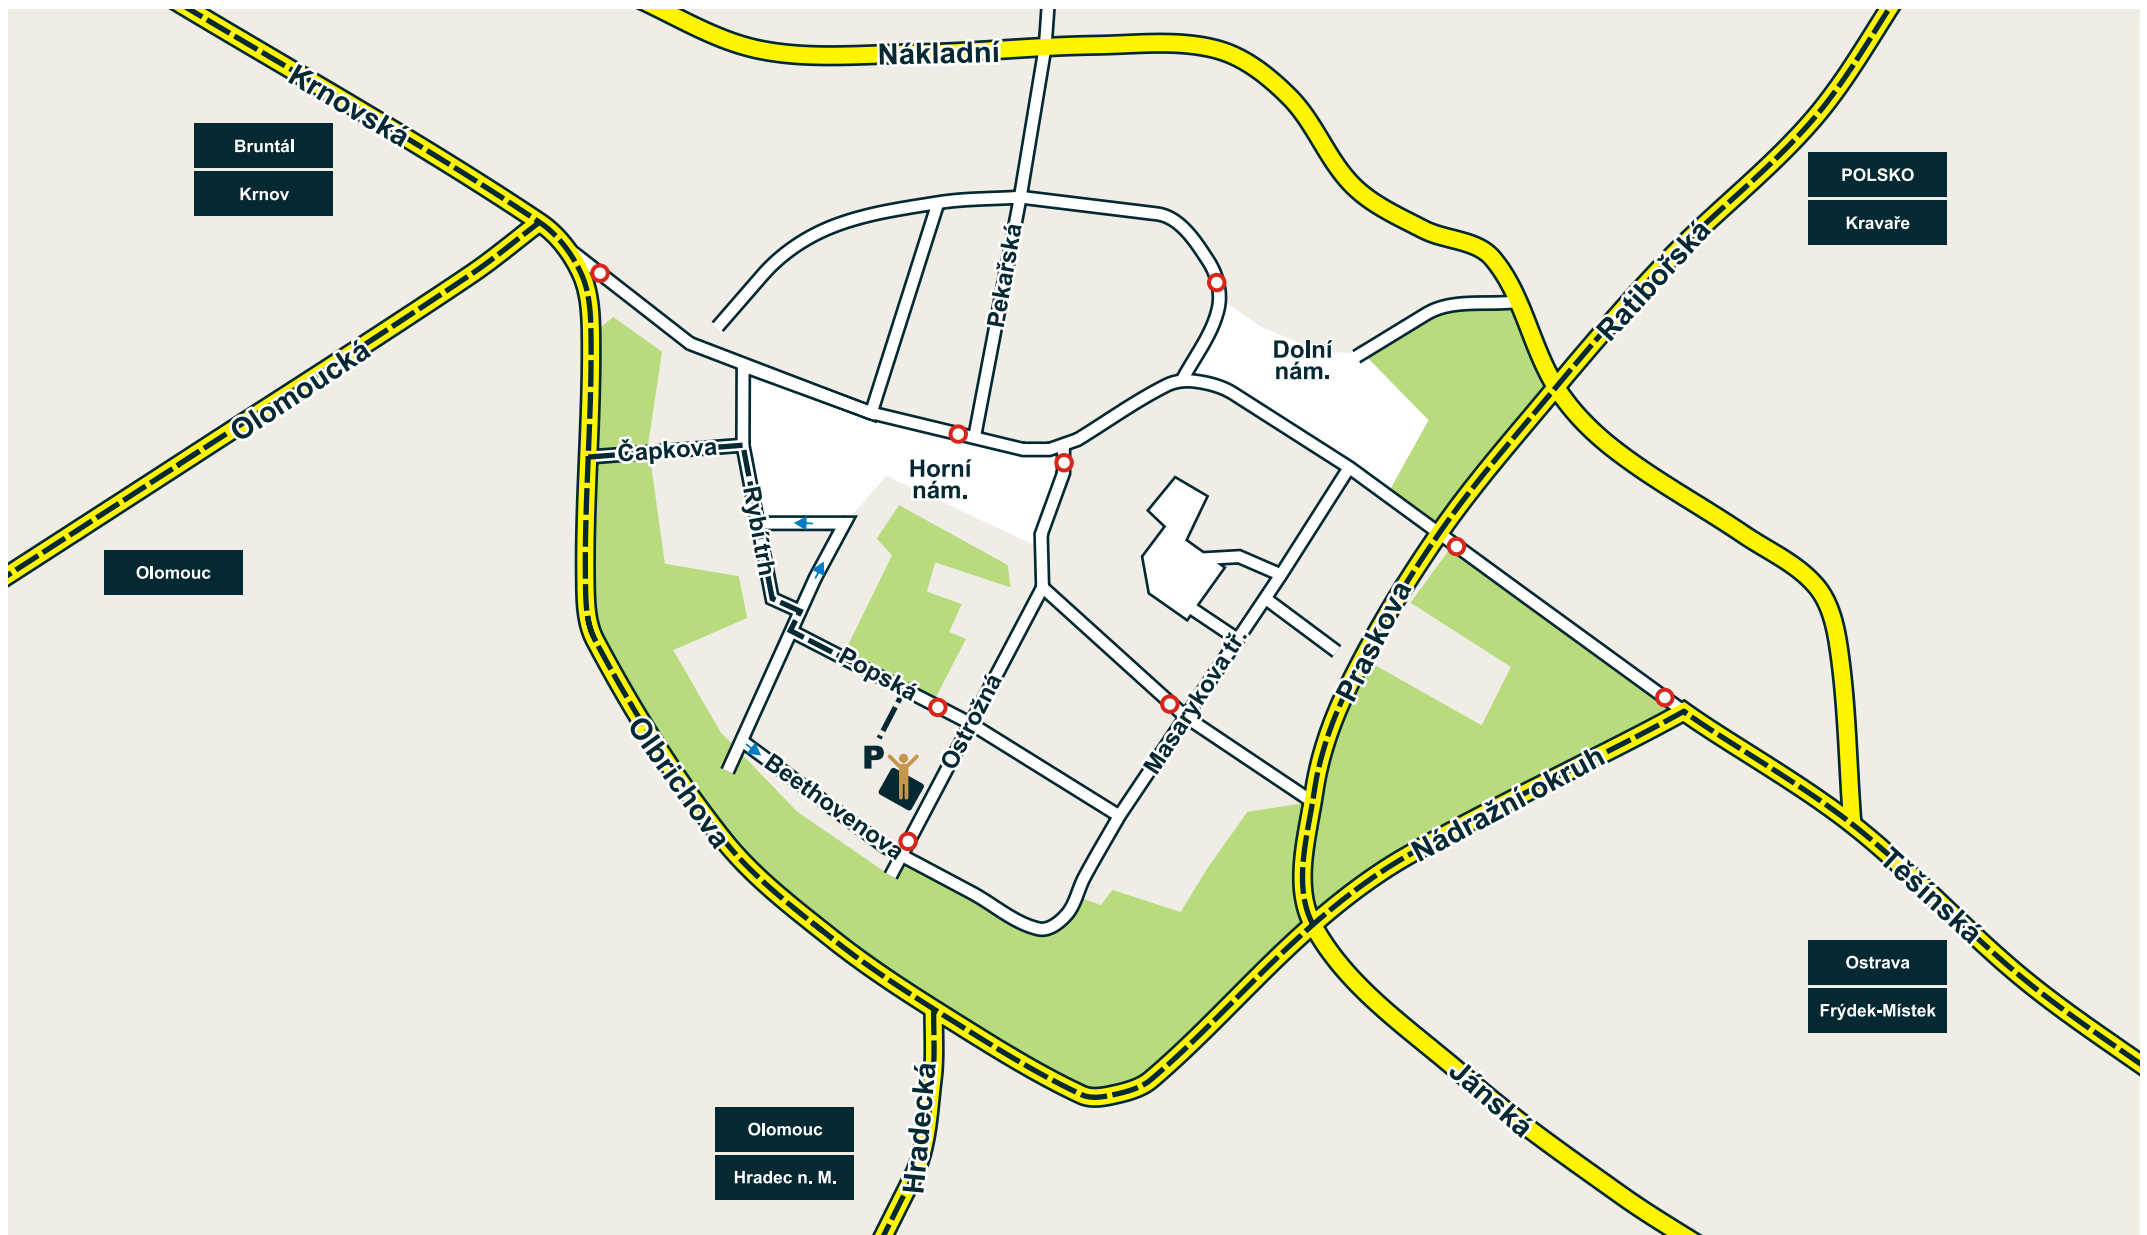 Nákladní
Krnovská
Bruntál
Krnov
POLSKO
Kravaře
Ratibořská
Pekařská
Olomoucká
Dolní
nám.
Čapkova
Horní
nám.
Rybí trh
Olomouc
Praskova
Popská
Ostrožná
Masarykova tř.
Olbrichova
P
Beethovenova
Nádražní okruh
Těšínská
Ostrava
Frýdek-Místek
Jánská
Hradecká
Olomouc
Hradec n. M.